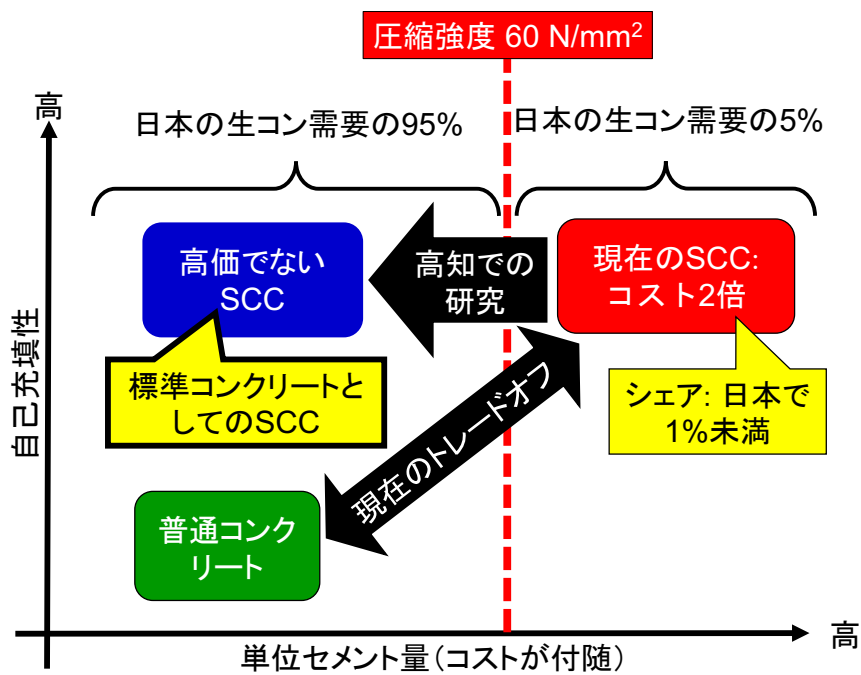 圧縮強度 60 N/mm²
高
日本の生コン需要の95%
日本の生コン需要の5%
高価でない
SCC
高知での
研究
現在のSCC:
コスト2倍
標準コンクリートと
してのSCC
シェア: 日本で
1%未満
現在のトレードオフ
普通コンク
リート
自己充填性
単位セメント量(コストが付随)
高